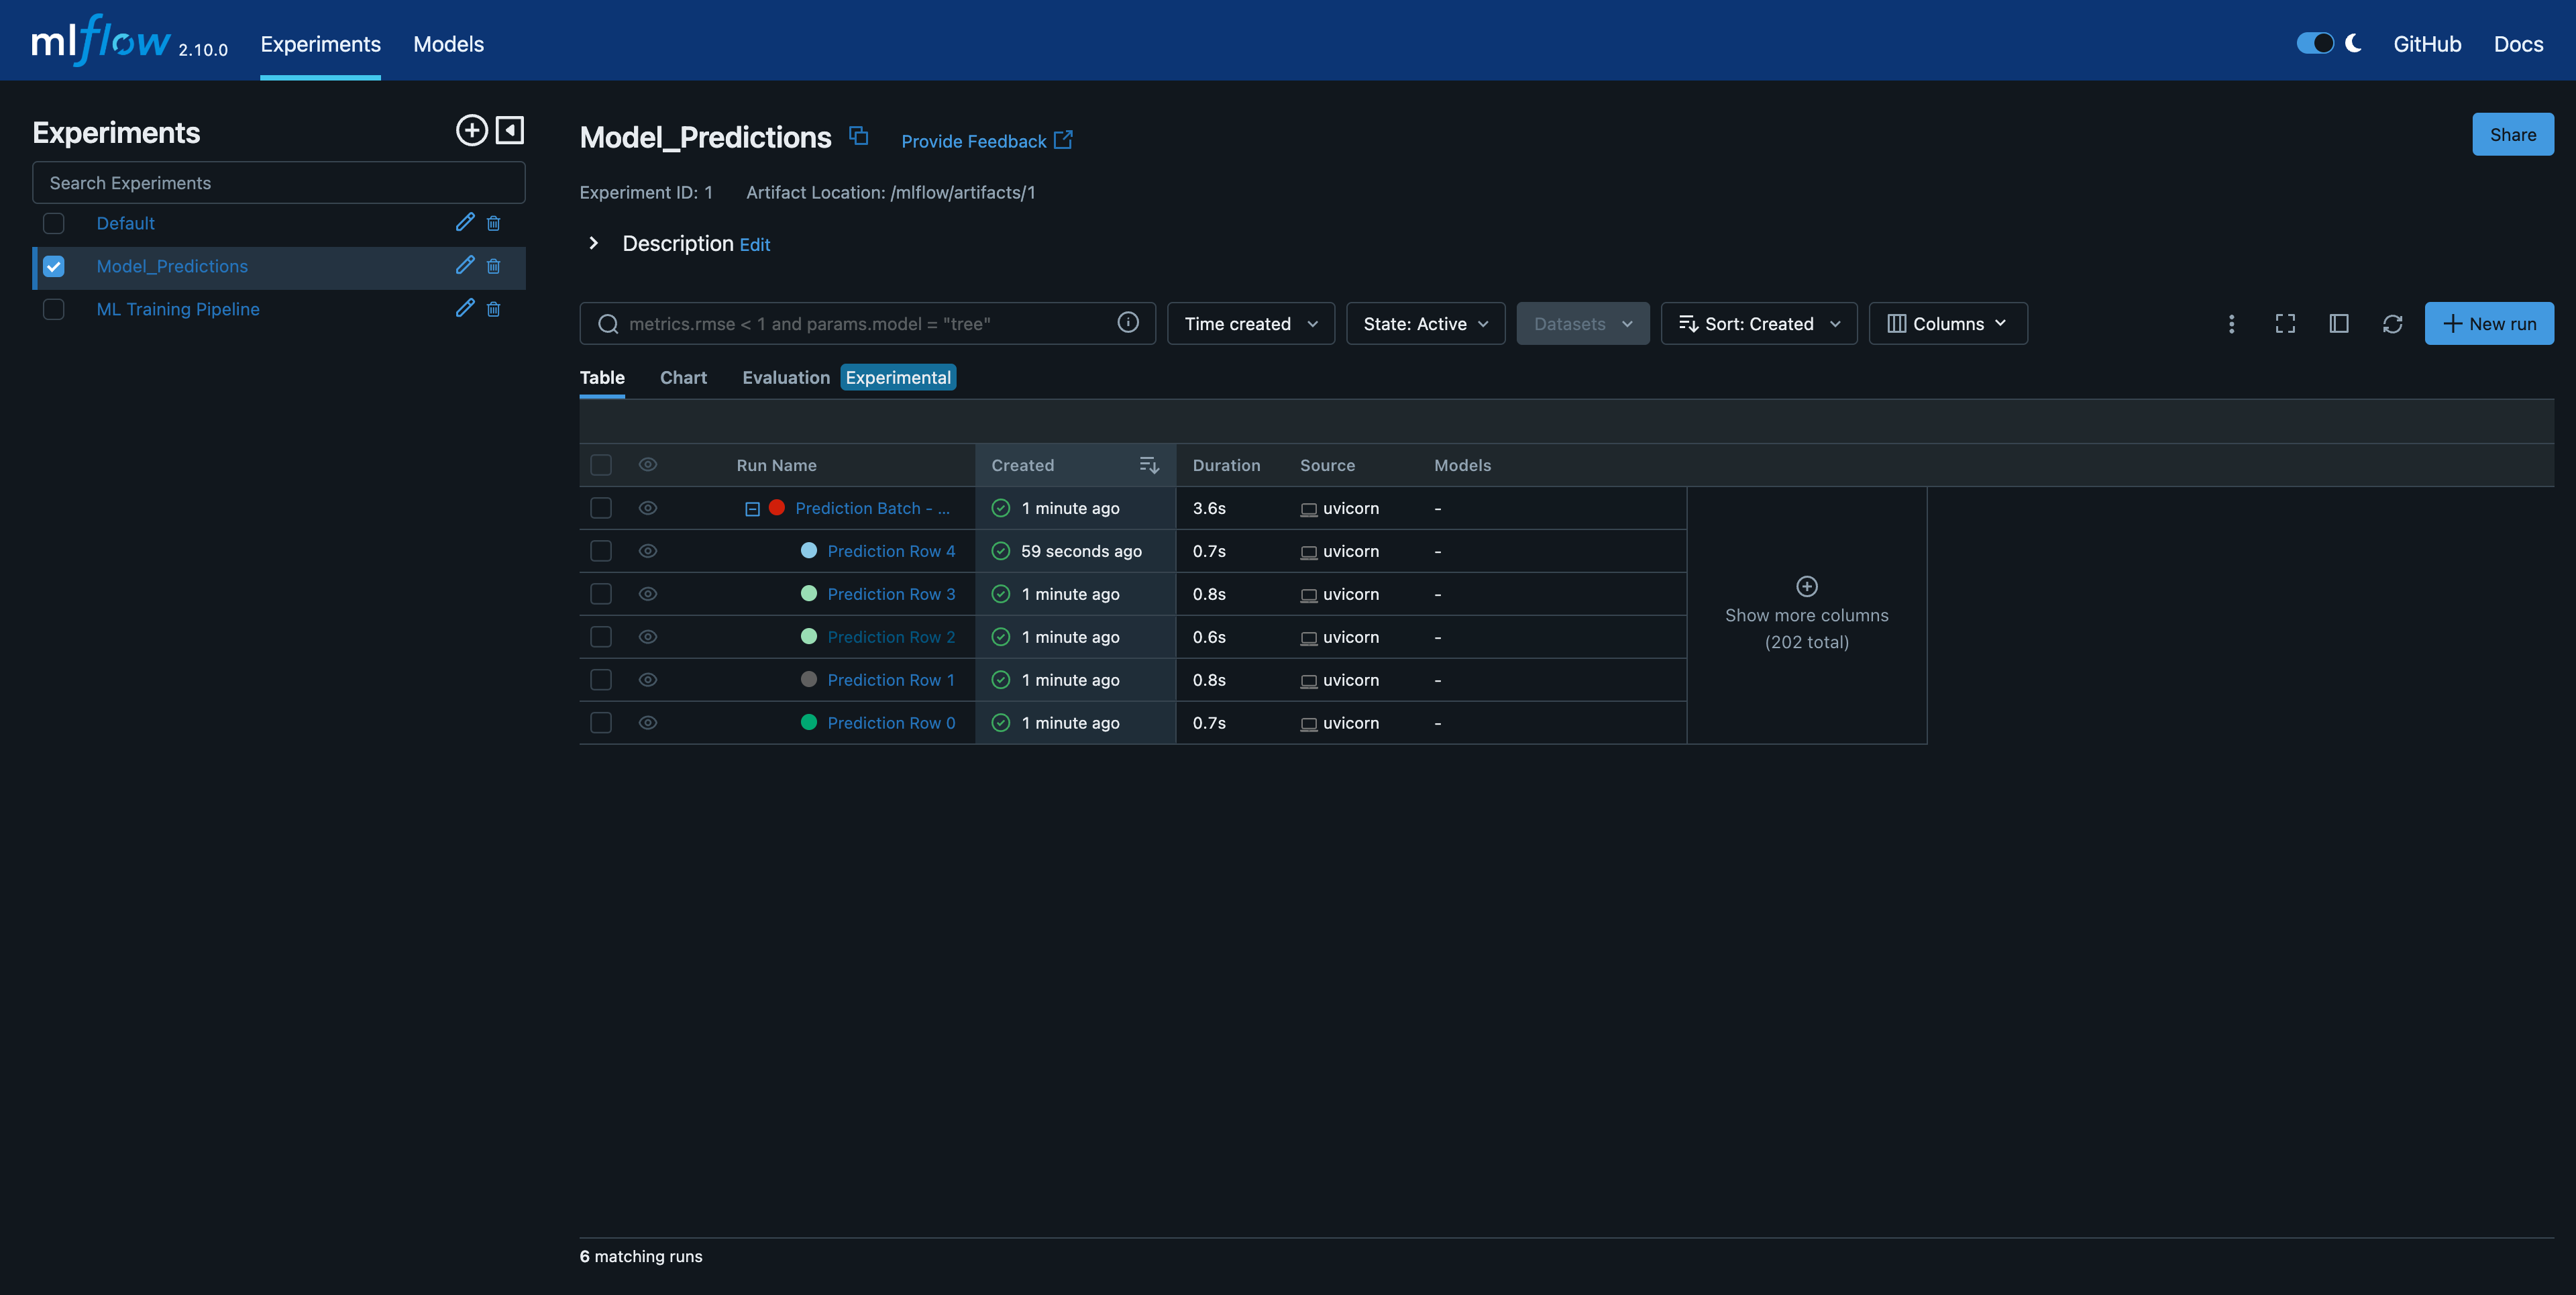 mlflow 2.10.0 Experiments Models GitHub Docs
Experiments
Search Experiments
Default
Model_Predictions
ML Training Pipeline
Model_Predictions Provide Feedback Share
Experiment ID: 1 Artifact Location: /mlflow/artifacts/1
Description Edit
metrics.rmse < 1 and params.model = "tree" Time created State: Active Datasets Sort: Created Columns New run
Table Chart Evaluation Experimental
Run Name Created Duration Source Models
Prediction Batch - ... 1 minute ago 3.6s uvicorn -
Prediction Row 4 59 seconds ago 0.7s uvicorn -
Prediction Row 3 1 minute ago 0.8s uvicorn -
Prediction Row 2 1 minute ago 0.6s uvicorn -
Prediction Row 1 1 minute ago 0.8s uvicorn -
Prediction Row 0 1 minute ago 0.7s uvicorn -
Show more columns
(202 total)
6 matching runs